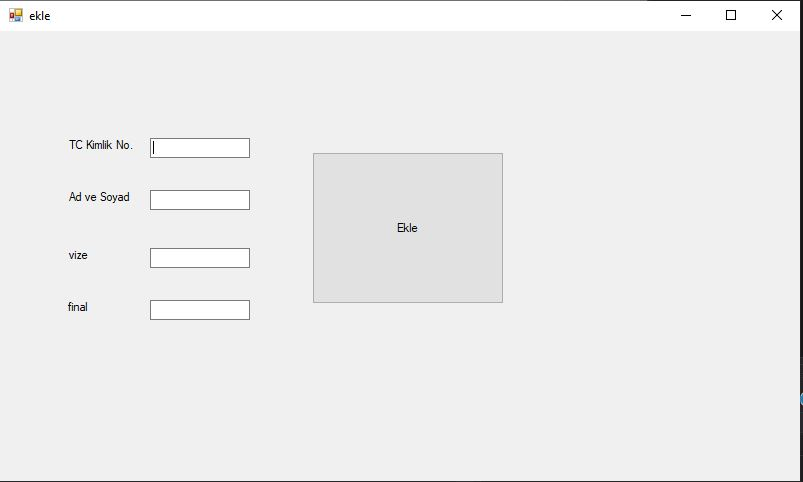 ekle
TC Kimlik No.
Ad ve Soyad
vize
final
Ekle